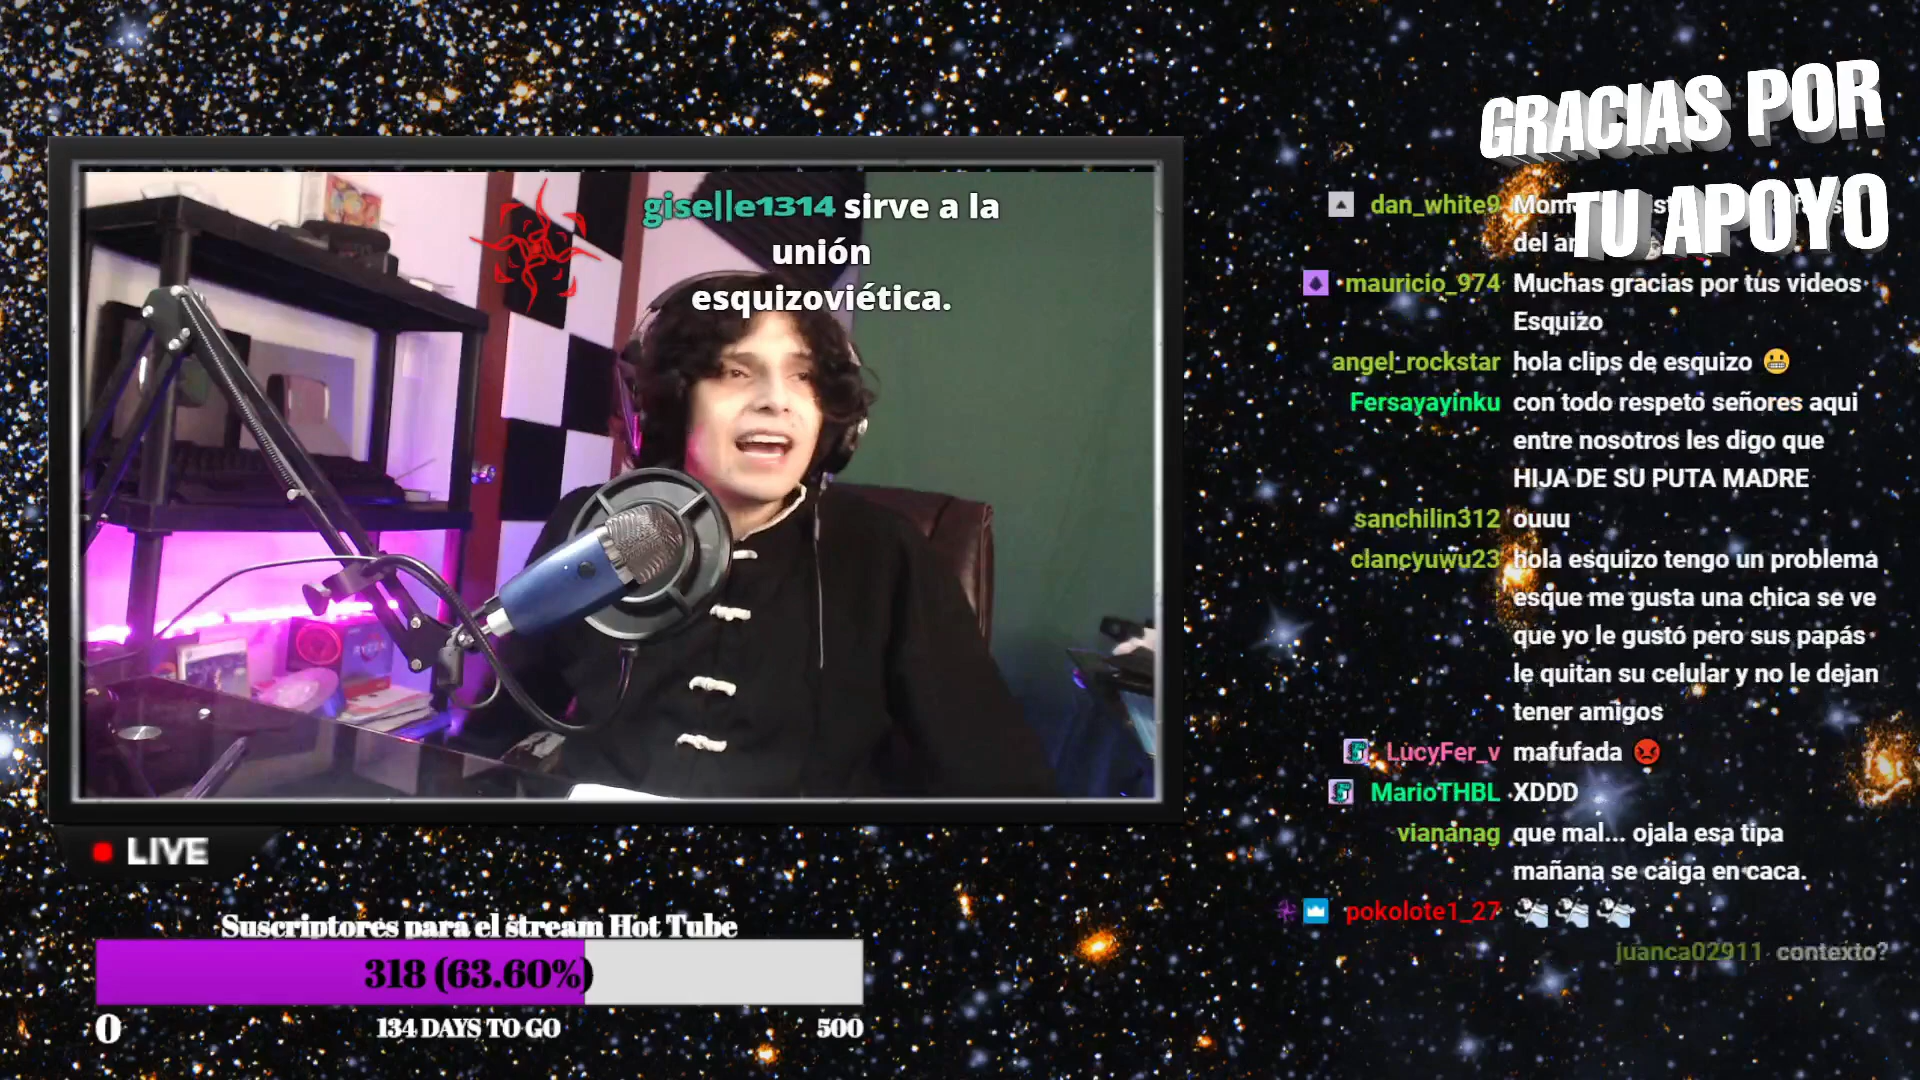 GRACIAS POR
TU APOYO
giselle1314 sirve a la
unión
esquizoviética.
RYZEN
LIVE
Suscriptores para el stream Hot Tube
318 (63.60%)
0 134 DAYS TO GO 500
dan_white9
del
mauricio_974 Muchas gracias por tus videos
Esquizo
angel_rockstar hola clips de esquizo 😬
Fersayayinku con todo respeto señores aqui
entre nosotros les digo que
HIJA DE SU PUTA MADRE
sanchilin312 ouuu
clancyuwu23 hola esquizo tengo un problema
esque me gusta una chica se ve
que yo le gustó pero sus papás
le quitan su celular y no le dejan
tener amigos
LucyFer_v mafufada 😡
MarioTHBL XDDD
viananag que mal... ojala esa tipa
mañana se caiga en caca.
pokolote1_27
juanca02911 contexto?